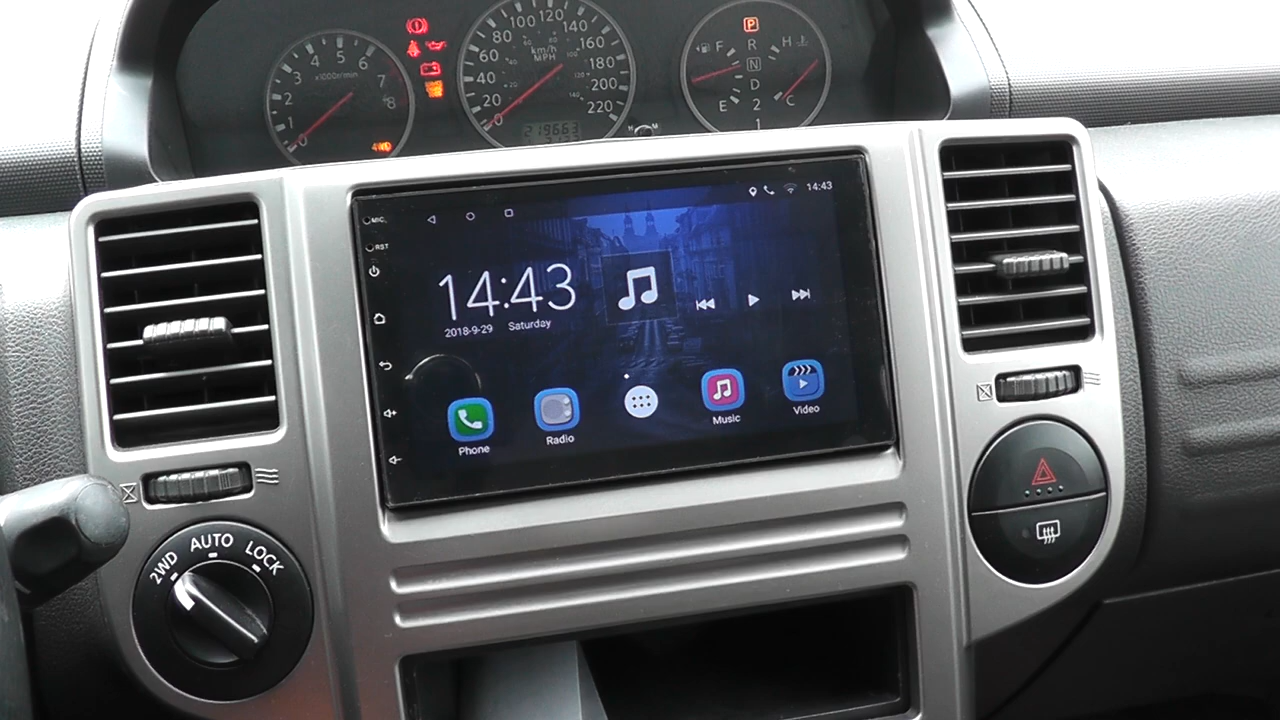 0 1 2 3 4 5 6 7 8
x1000r/min
4WD
0 20 40 60 80 100 120 140 160 180 200 220
km/h
MPH
219663
P
R
N
D
2
1
F
E
H
C
MIC
RST
14:43
14:43
2018-9-29 Saturday
Phone
Radio
Music
Video
2WD AUTO LOCK